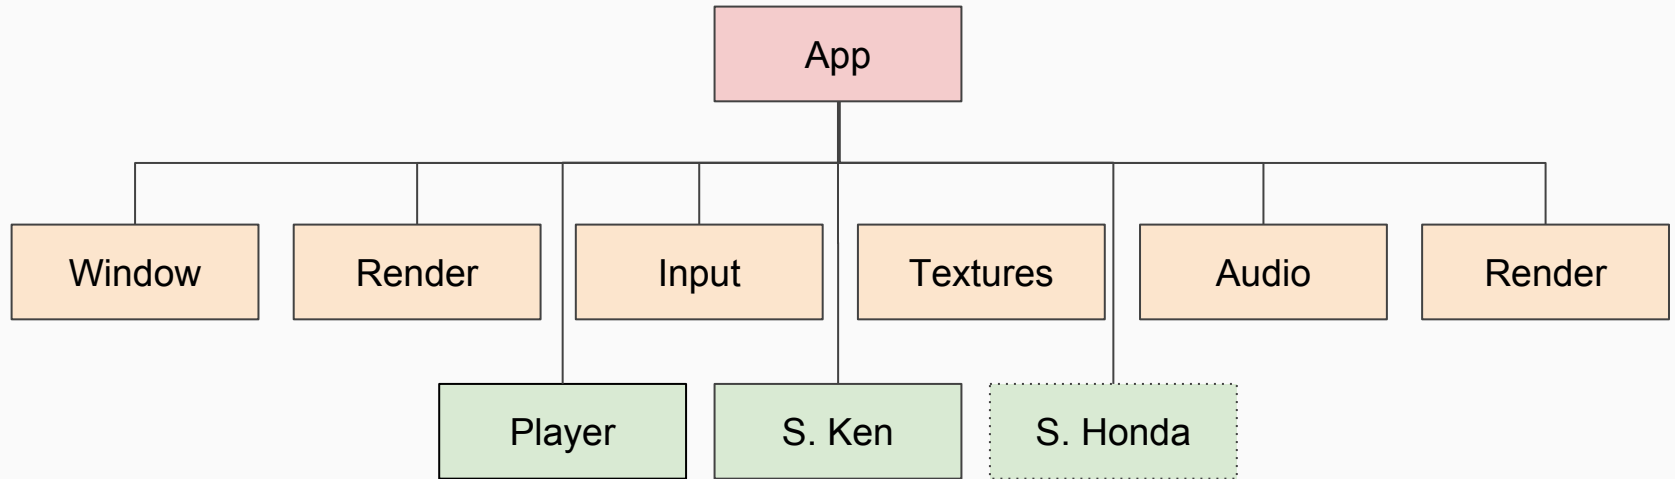 App
Window
Render
Input
Textures
Audio
Render
Player
S. Ken
S. Honda